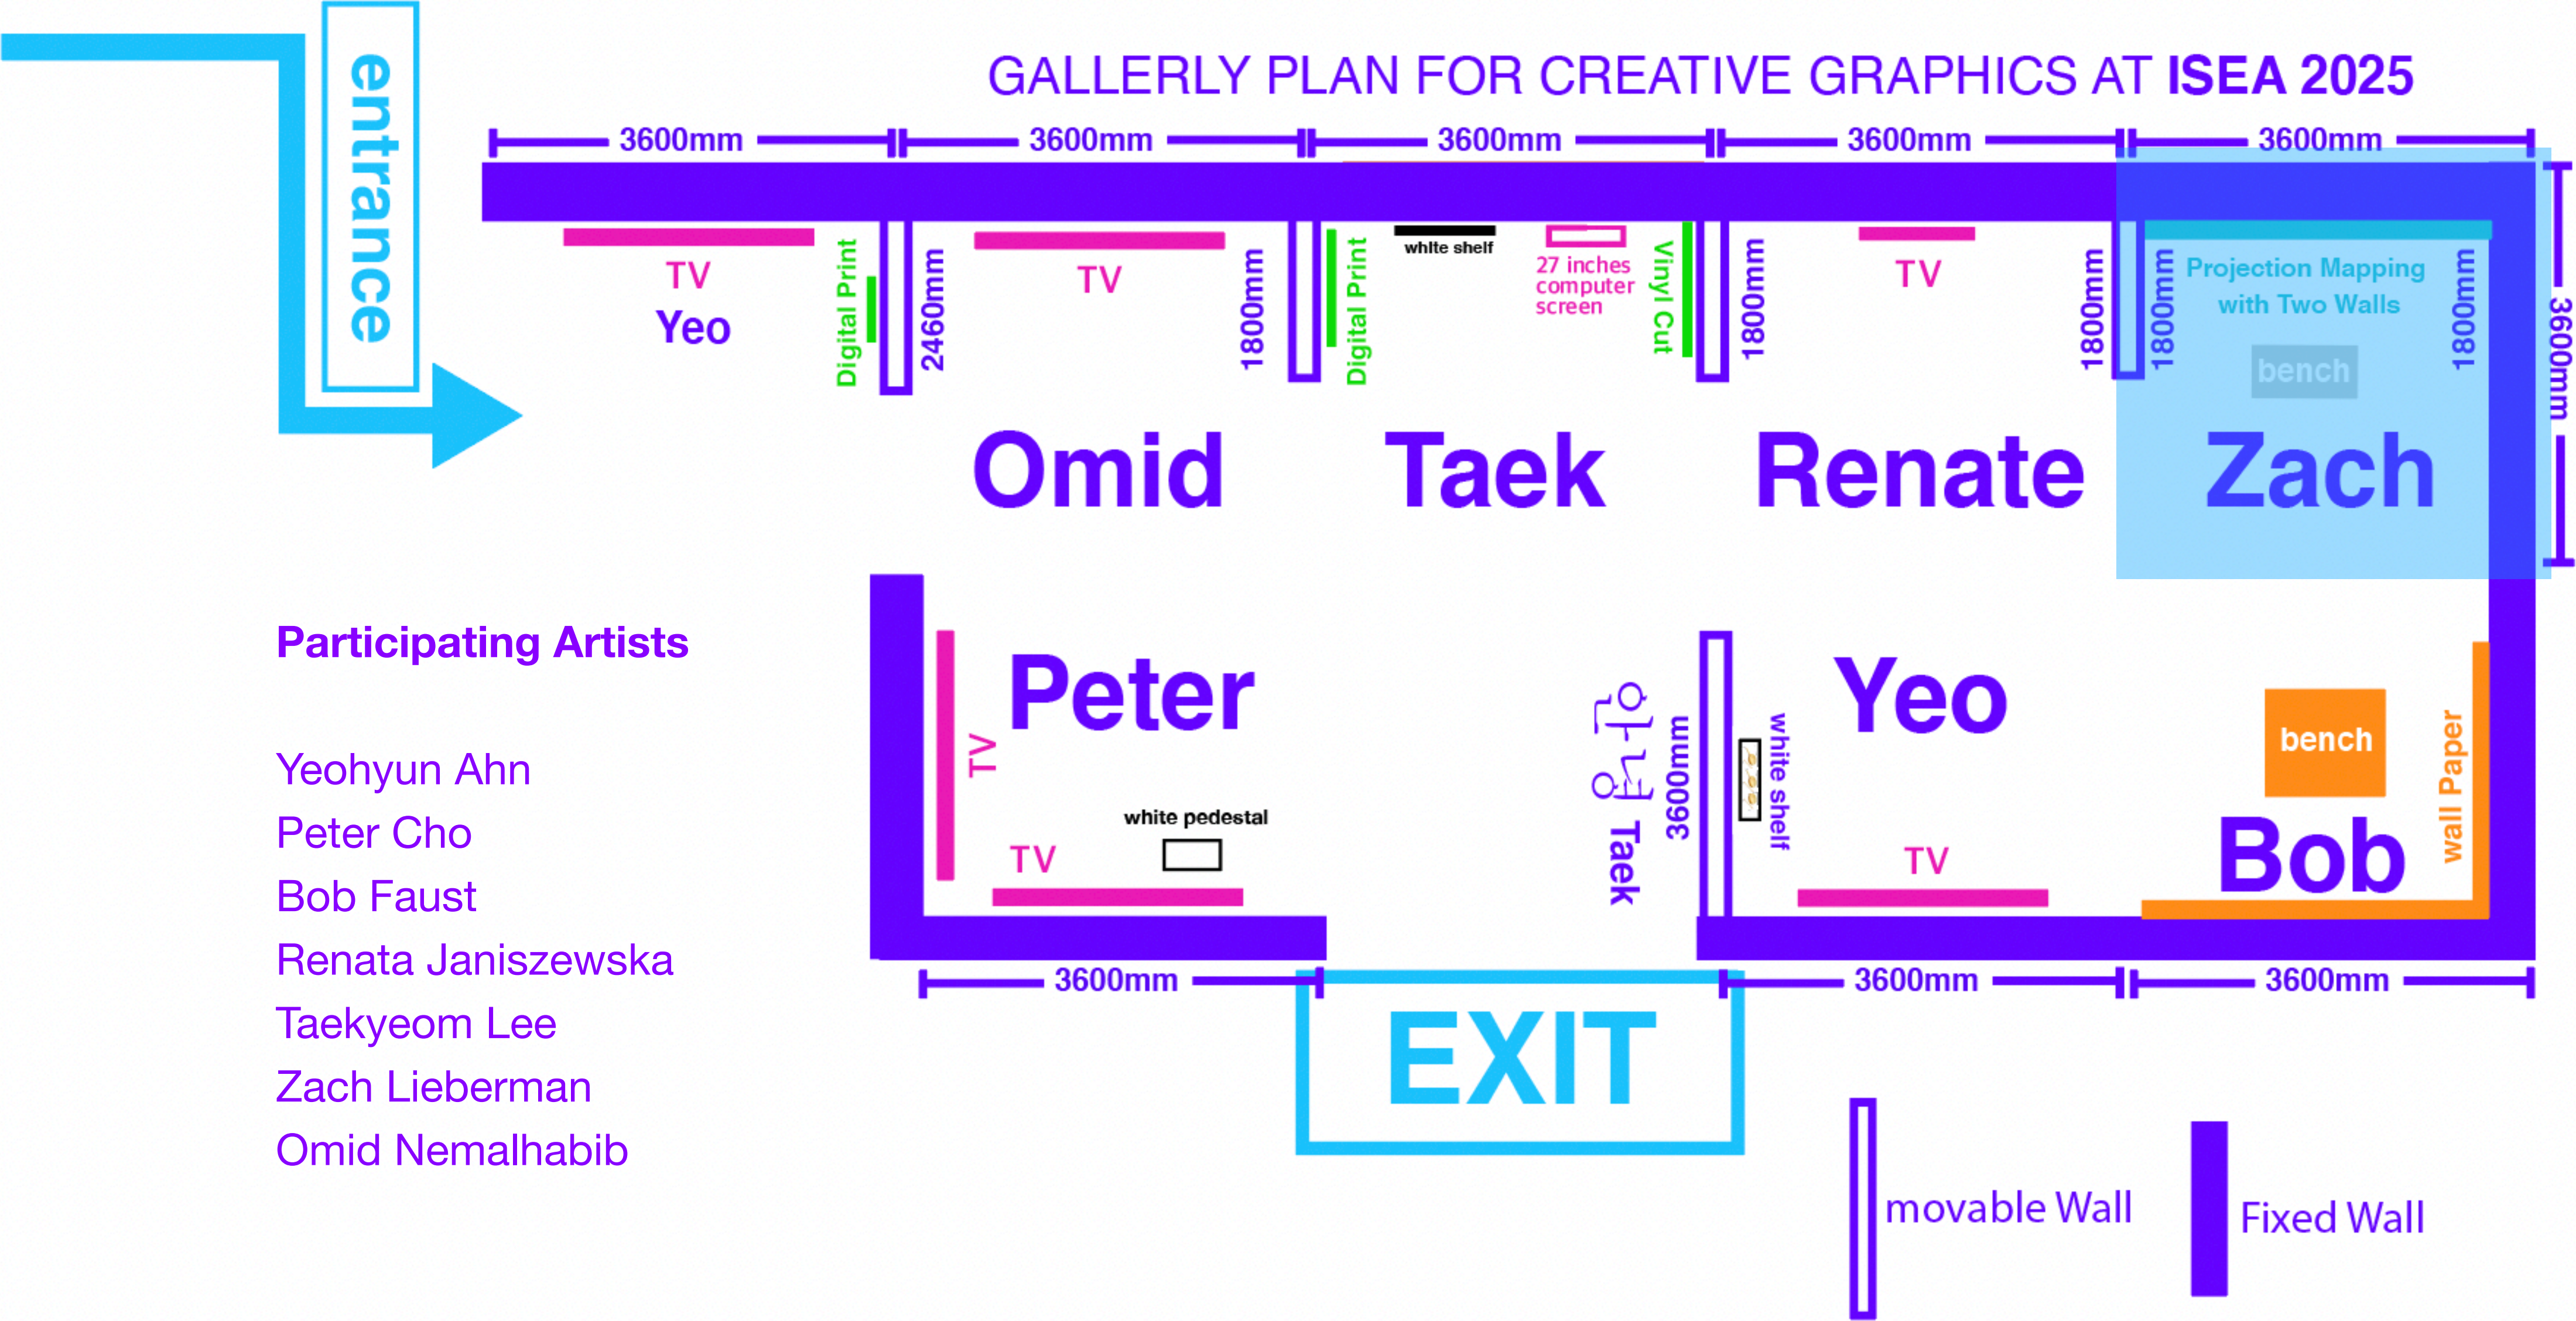 entrance
GALLERLY PLAN FOR CREATIVE GRAPHICS AT ISEA 2025
3600mm
3600mm
3600mm
3600mm
3600mm
TV
Yeo
Digital Print
2460mm
TV
1800mm
Digital Print
white shelf
27 inches
computer
screen
Vinyl Cut
1800mm
TV
1800mm
1800mm
Projection Mapping
with Two Walls
bench
1800mm
3600mm
Omid
Taek
Renate
Zach
Participating Artists
Yeohyun Ahn
Peter Cho
Bob Faust
Renata Janiszewska
Taekyeom Lee
Zach Lieberman
Omid Nemalhabib
TV
Peter
white pedestal
TV
안녕 Taek
3600mm
white shelf
Yeo
TV
bench
Bob
wall Paper
3600mm
3600mm
3600mm
EXIT
movable Wall
Fixed Wall